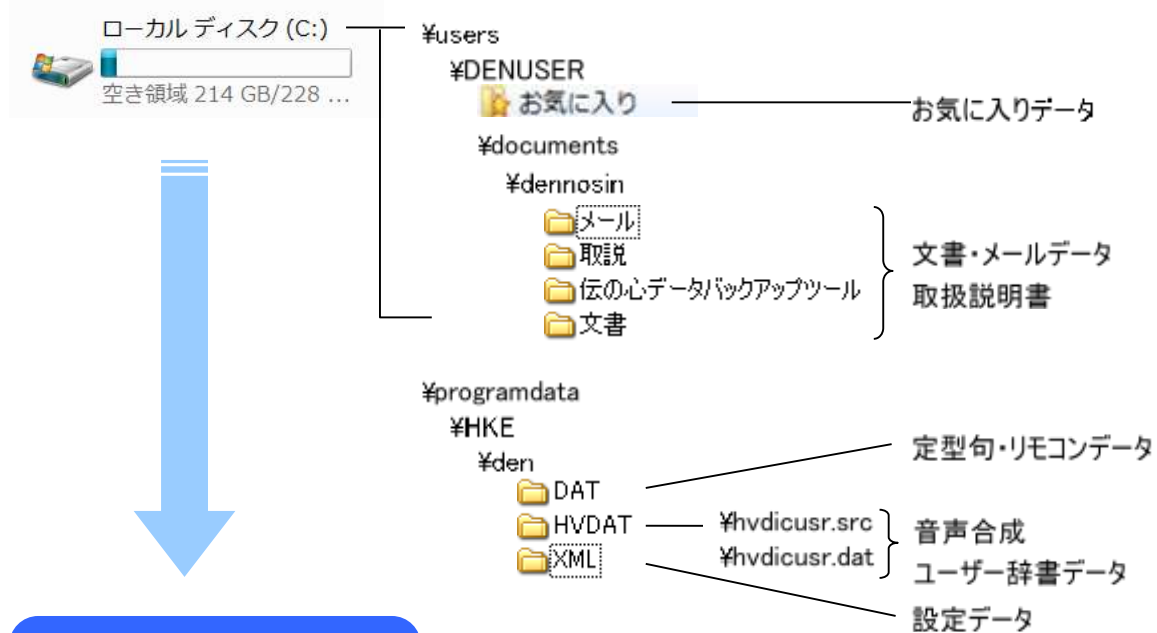 ローカル ディスク (C:)
空き領域 214 GB/228 ...
¥users
¥DENUSER
お気に入り
お気に入りデータ
¥documents
¥dennosin
メール
取説
伝の心データバックアップツール
文書
文書・メールデータ
取扱説明書
¥programdata
¥HKE
¥den
DAT
定型句・リモコンデータ
HVDAT
¥hvdicusr.src
¥hvdicusr.dat
音声合成
ユーザー辞書データ
XML
設定データ